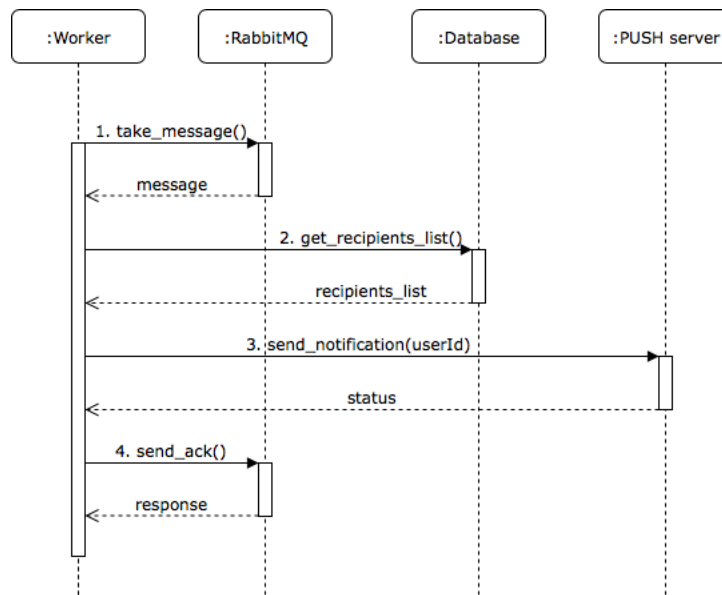 :Worker
:RabbitMQ
:Database
:PUSH server
1. take_message()
message
2. get_recipients_list()
recipients_list
3. send_notification(userId)
status
4. send_ack()
response